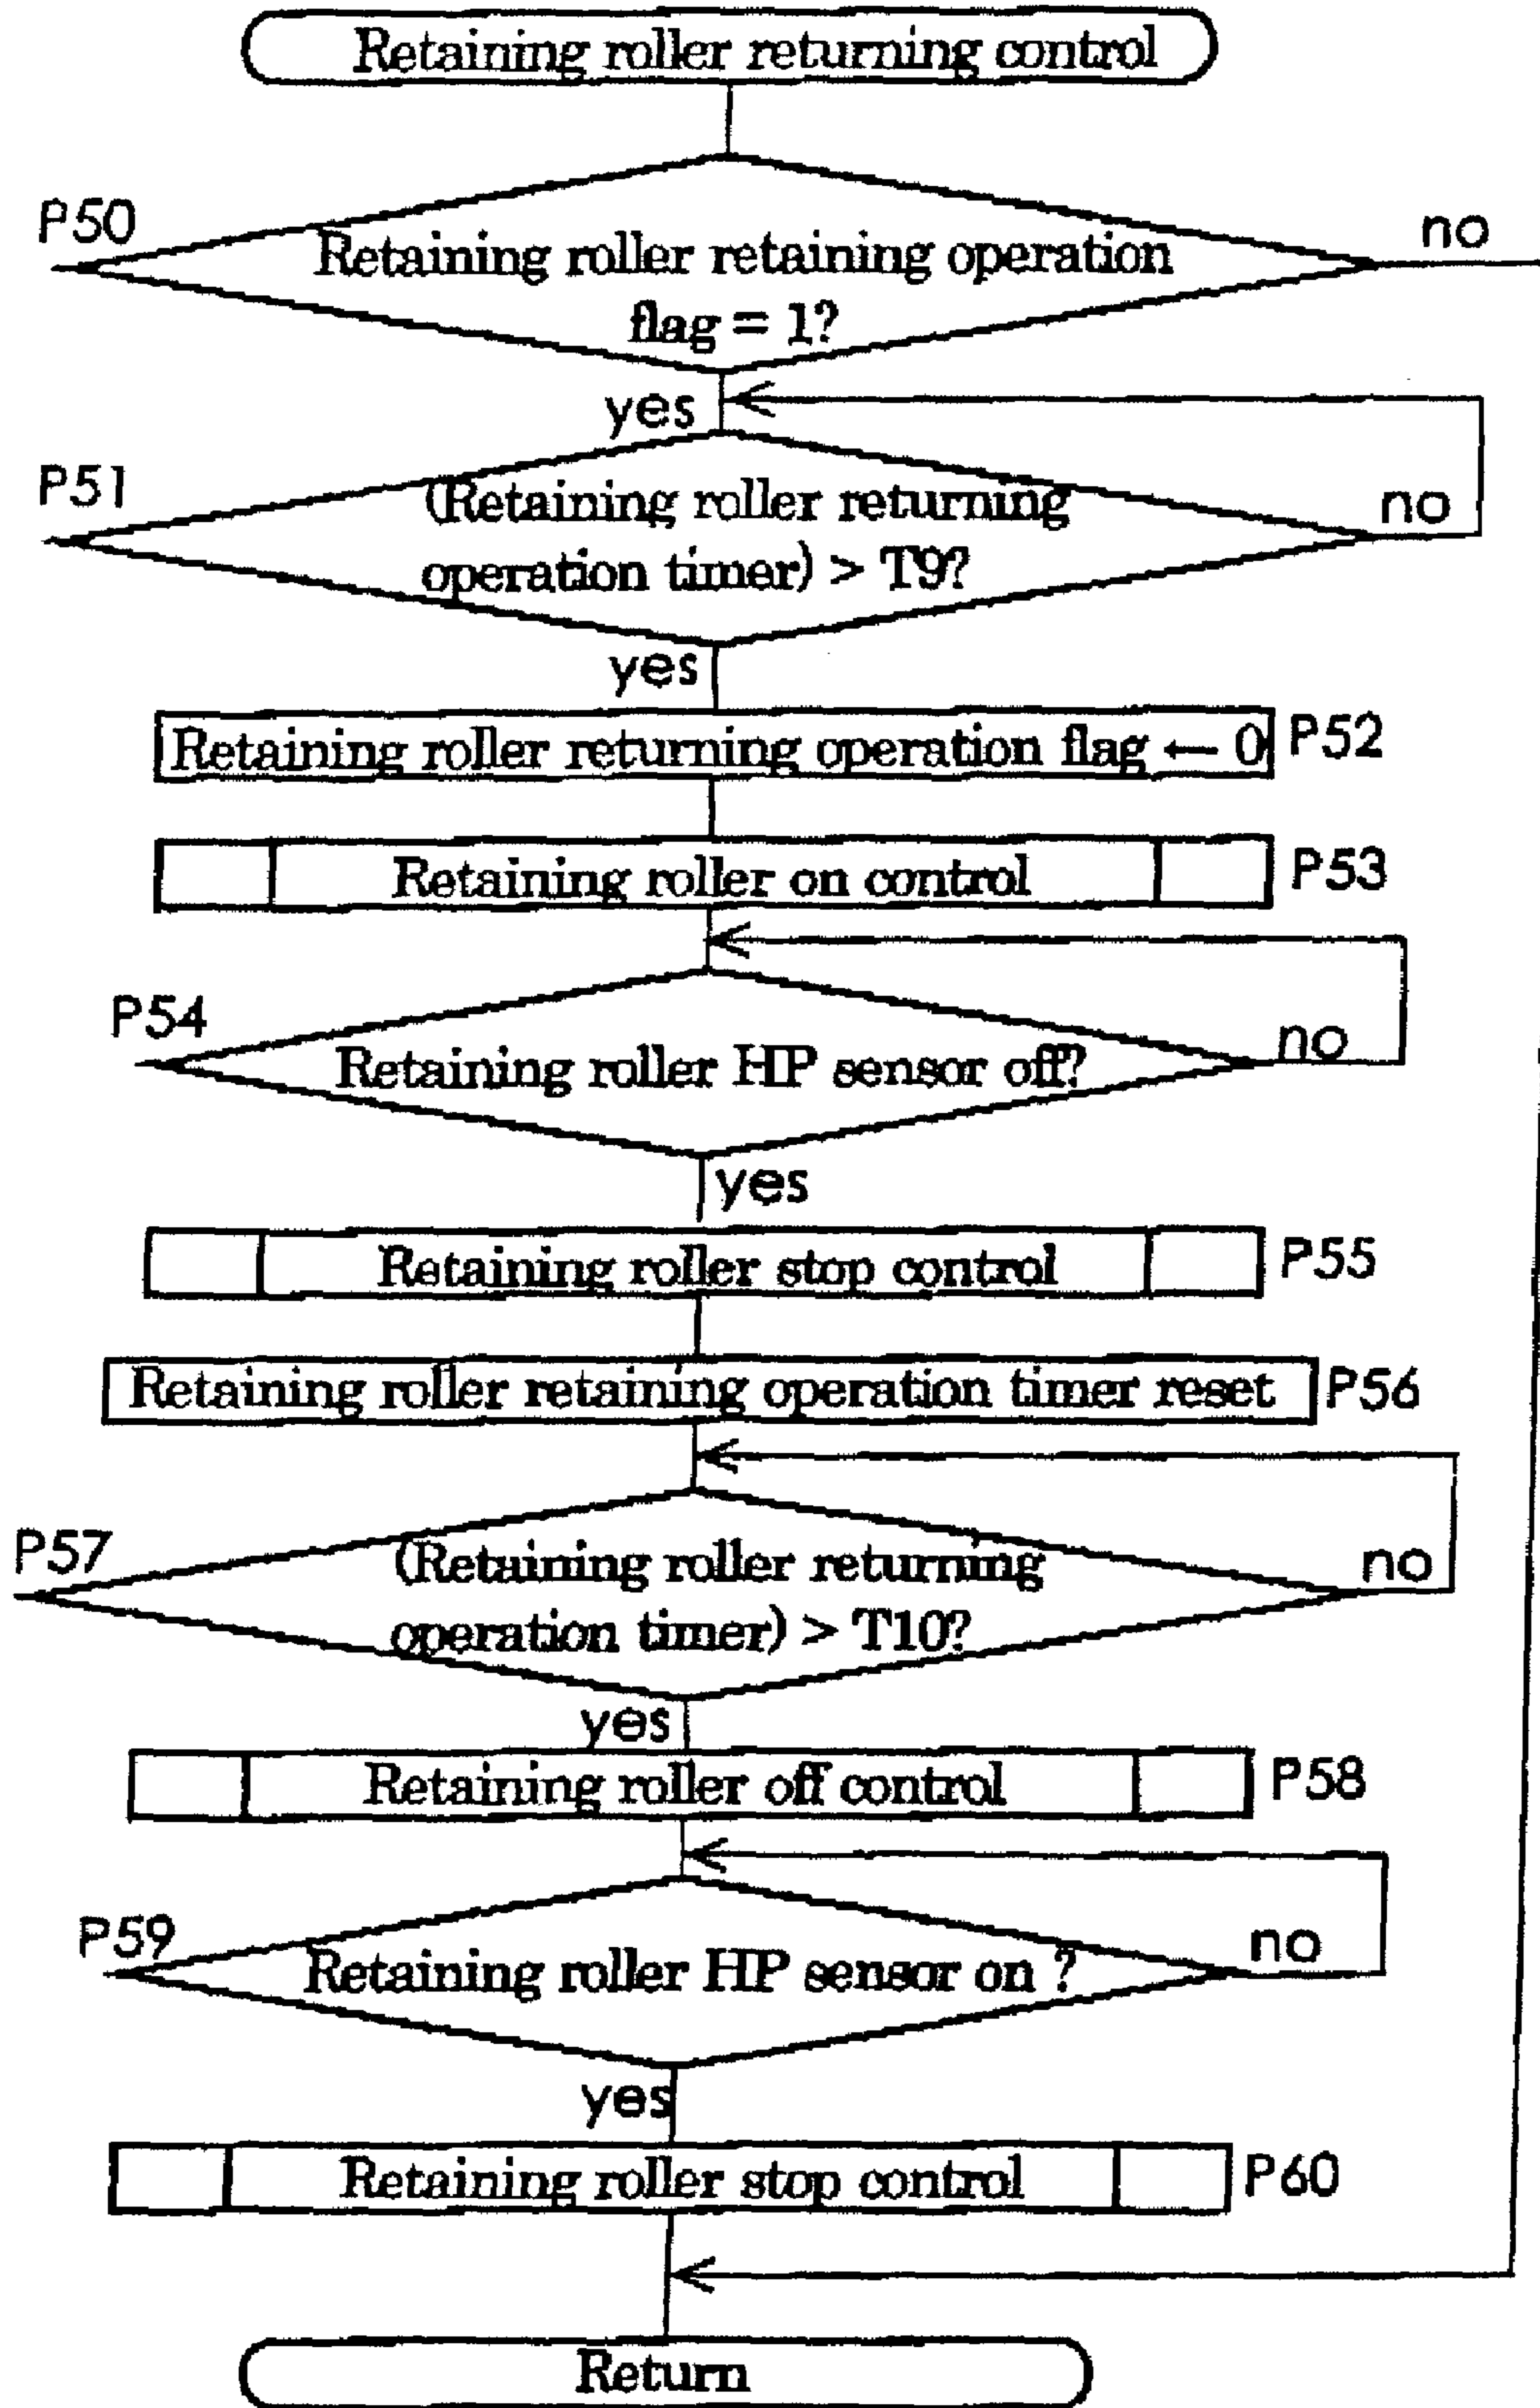 Retaining roller returning control
P50
Retaining roller retaining operation
flag = 1?
no
yes
P51
(Retaining roller returning
operation timer) > T9?
no
yes
Retaining roller returning operation flag ← 0
P52
Retaining roller on control
P53
P54
Retaining roller HP sensor off?
no
yes
Retaining roller stop control
P55
Retaining roller retaining operation timer reset
P56
P57
(Retaining roller returning
operation timer) > T10?
no
yes
Retaining roller off control
P58
P59
Retaining roller HP sensor on ?
no
yes
Retaining roller stop control
P60
Return